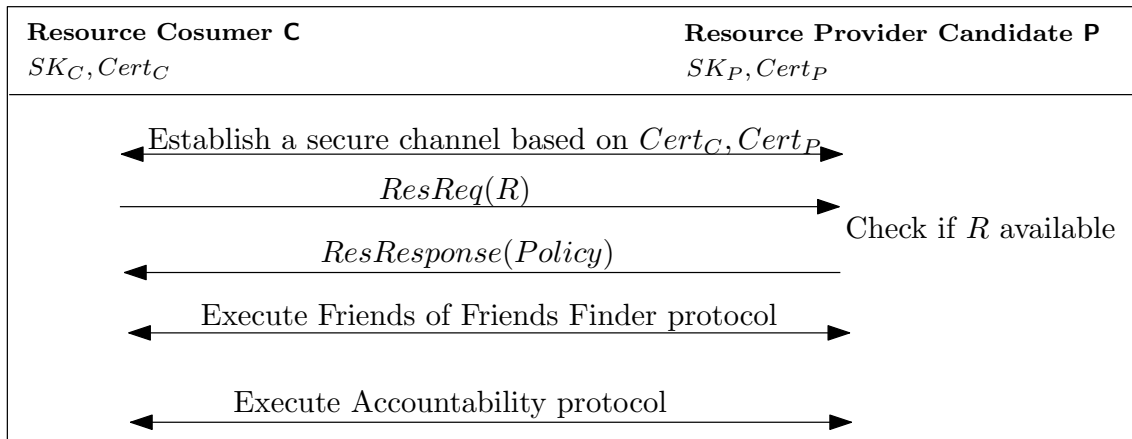 Resource Cosumer C
Resource Provider Candidate P
SK_C, Cert_C
SK_P, Cert_P
Establish a secure channel based on Cert_C, Cert_P
ResReq(R)
Check if R available
ResResponse(Policy)
Execute Friends of Friends Finder protocol
Execute Accountability protocol